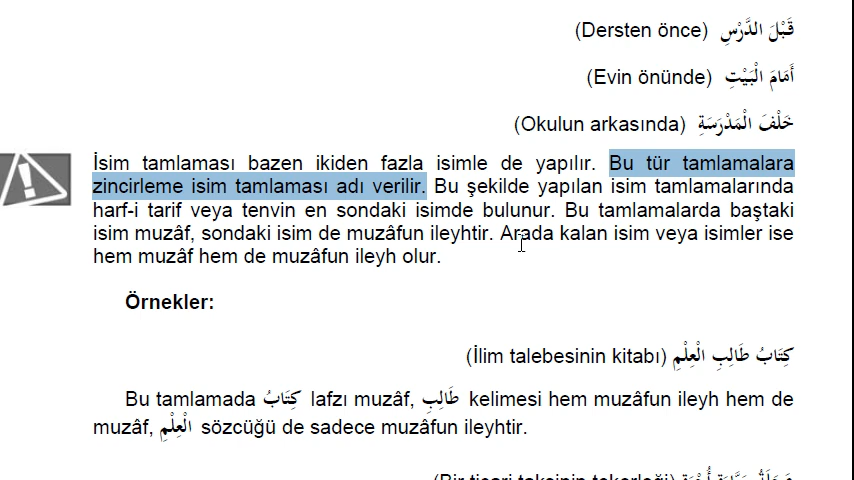 (Dersten önce) قَبْلَ الدَّرْسِ
(Evin önünde) أَمَامَ الْبَيْتِ
(Okulun arkasında) خَلْفَ الْمَدْرَسَةِ
İsim tamlaması bazen ikiden fazla isimle de yapılır. Bu tür tamlamalara
zincirleme isim tamlaması adı verilir. Bu şekilde yapılan isim tamlamalarında
harf-i tarif veya tenvin en sondaki isimde bulunur. Bu tamlamalarda baştaki
isim muzâf, sondaki isim de muzâfun ileyhtir. Arada kalan isim veya isimler ise
hem muzâf hem de muzâfun ileyh olur.
Örnekler:
(İlim talebesinin kitabı) كِتَابُ طَالِبِ الْعِلْمِ
Bu tamlamada كِتَابُ lafzı muzâf, طَالِبِ kelimesi hem muzâfun ileyh hem de
muzâf, الْعِلْمِ sözcüğü de sadece muzâfun ileyhtir.
(Bir ticari taksinin tekerleği)